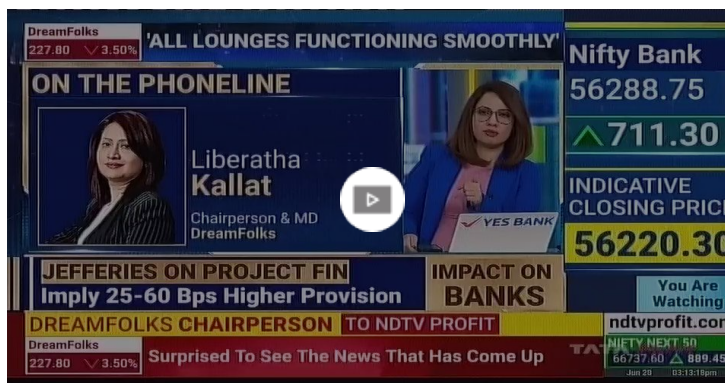 DreamFolks
227.80 3.50%
'ALL LOUNGES FUNCTIONING SMOOTHLY'
ON THE PHONELINE
Liberatha
Kallat
Chairperson & MD
DreamFolks
YES BANK
Nifty Bank
56288.75
711.30
INDICATIVE
CLOSING PRIC
56220.30
JEFFERIES ON PROJECT FIN
Imply 25-60 Bps Higher Provision
IMPACT ON
BANKS
You Are
Watching
ndtvprofit.com
DREAMFOLKS CHAIRPERSON TO NDTV PROFIT
DreamFolks
227.80 3.50%
Surprised To See The News That Has Come Up
NIFTY NEXT 50
66737.60 889.45
03:13:19pm